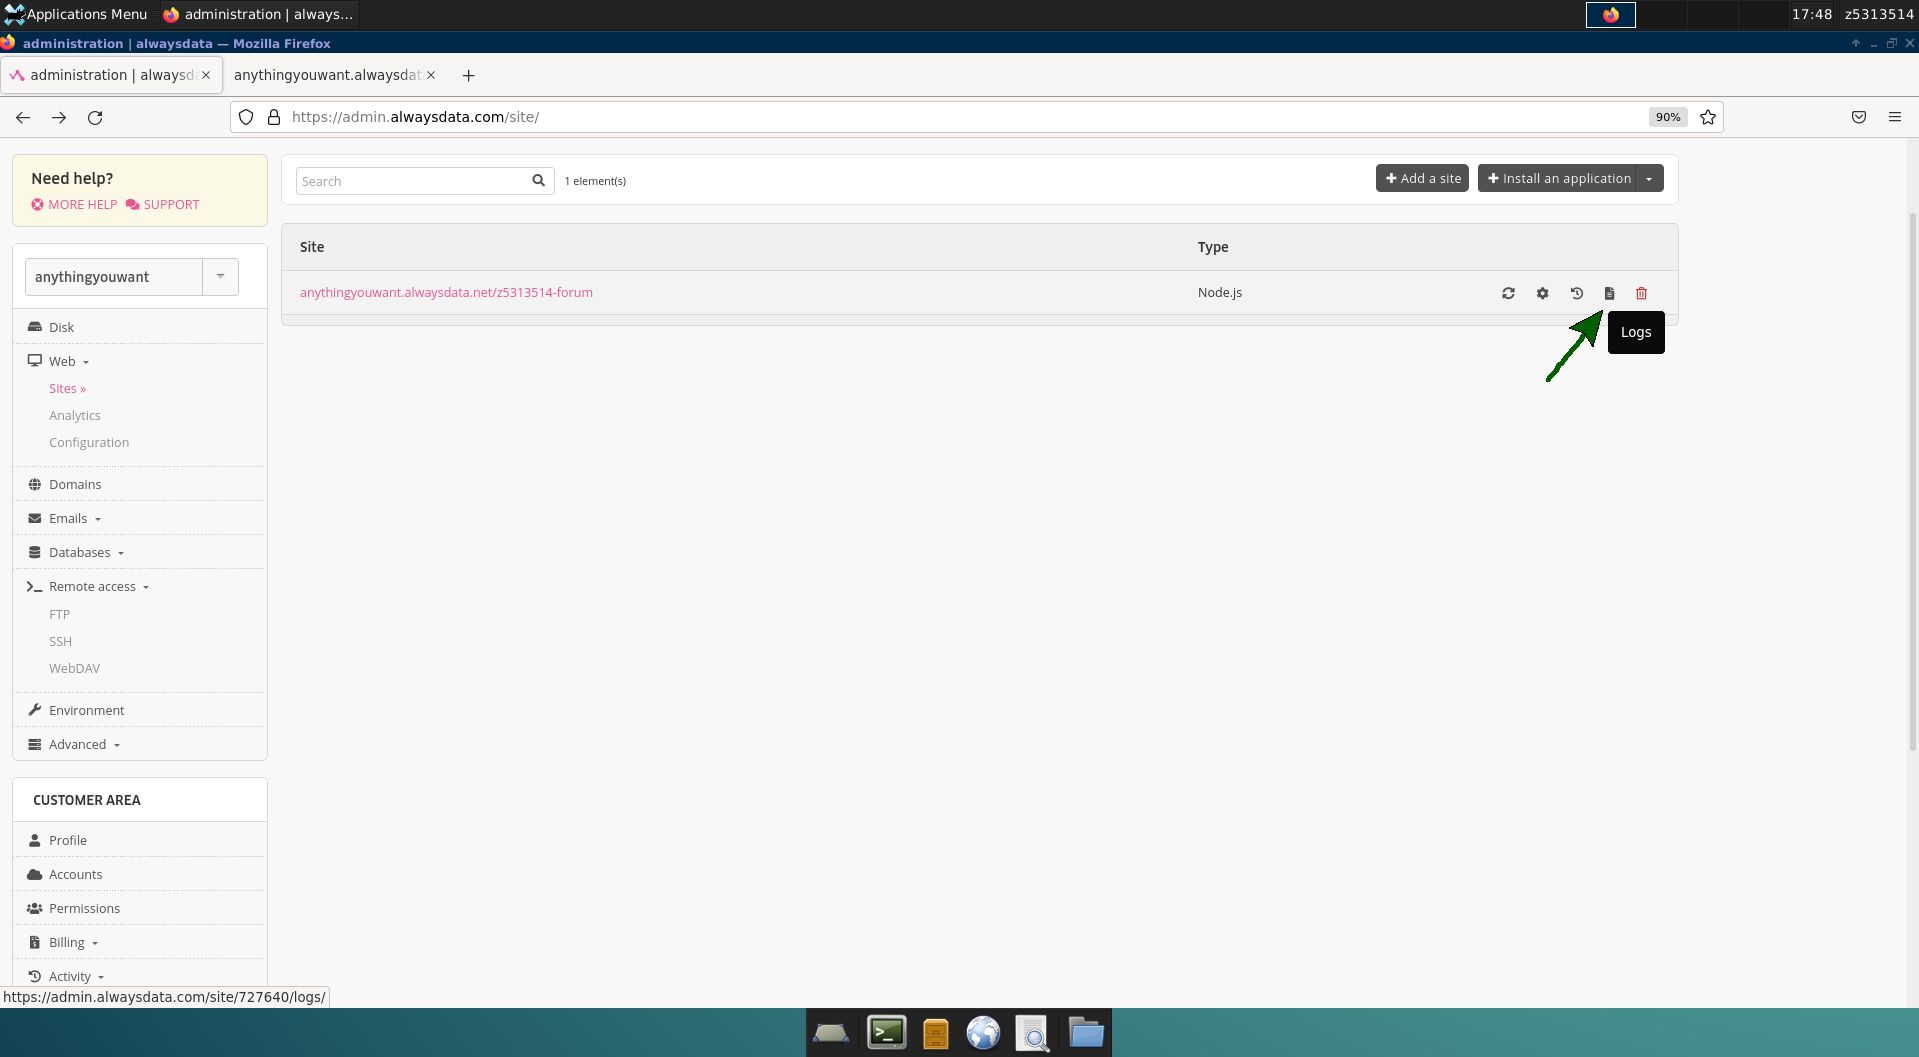 Applications Menu
administration | always...
17:48
z5313514
administration | alwaysdata — Mozilla Firefox
administration | alwaysda
anythingyouwant.alwaysdat
https://admin.alwaysdata.com/site/
90%
Need help?
MORE HELP SUPPORT
Search
1 element(s)
Add a site
Install an application
anythingyouwant
Site
Type
anythingyouwant.alwaysdata.net/z5313514-forum
Node.js
Logs
Disk
Web
Sites »
Analytics
Configuration
Domains
Emails
Databases
Remote access
FTP
SSH
WebDAV
Environment
Advanced
CUSTOMER AREA
Profile
Accounts
Permissions
Billing
Activity
https://admin.alwaysdata.com/site/727640/logs/